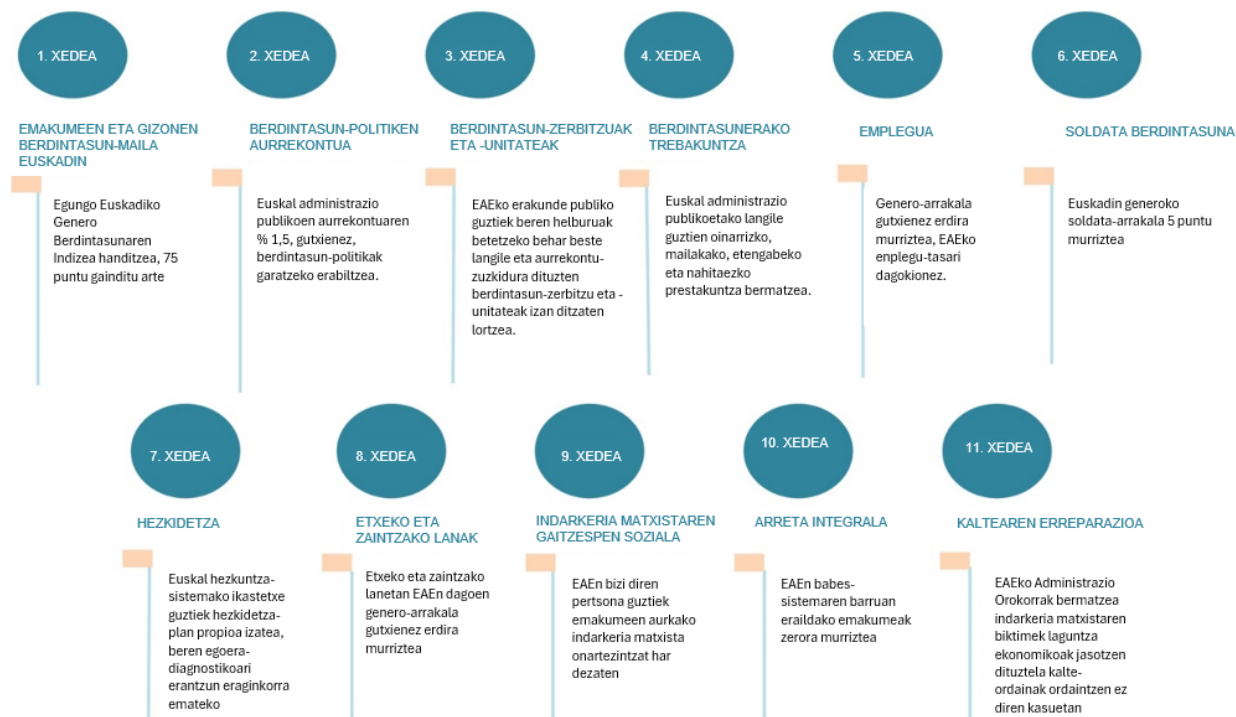 1. XEDEA
EMAKUMEEN ETA GIZONEN
BERDINTASUN-MAILA
EUSKADIN
Egungo Euskadiko
Genero
Berdintasunaren
Indizea handitzea, 75
puntu gainditu arte
2. XEDEA
BERDINTASUN-POLITIKEN
AURREKONTUA
Euskal administrazio
publikoen aurrekontuaren
% 1,5, gutxienez,
berdintasun-politikak
garatzeko erabiltzea.
3. XEDEA
BERDINTASUN-ZERBITZUAK
ETA -UNITATEAK
EAEko erakunde publiko
guztiek beren helburuak
betetzeko behar beste
langile eta aurrekontu-
zuzkidura dituzten
berdintasun-zerbitzu eta -
unitateak izan ditzaten
lortzea.
4. XEDEA
BERDINTASUNERAKO
TREBAKUNTZA
Euskal administrazio
publikoetako langile
guztien oinarrizko,
mailakako, etengabeko
eta nahitaezko
prestakuntza bermatzea.
5. XEDEA
EMPLEGUA
Genero-arrakala
gutxienez erdira
murriztea, EAEko
enplegu-tasari
dagokionez.
6. XEDEA
SOLDATA BERDINTASUNA
Euskadin generoko
soldata-arrakala 5 puntu
murriztea
7. XEDEA
HEZKIDETZA
Euskal hezkuntza-
sistemako ikastetxe
guztiek hezkidetza-
plan propioa izatea,
beren egoera-
diagnostikoari
erantzun eraginkorra
emateko
8. XEDEA
ETXEKO ETA
ZAINTZAKO LANAK
Etxeko eta zaintzako
lanetan EAEn dagoen
genero-arrakala
gutxienez erdira
murriztea
9. XEDEA
INDARKERIA MATXISTAREN
GAITZESPEN SOZIALA
EAEn bizi diren
pertsona guztiek
emakumeen aurkako
indarkeria matxista
onartezintzat har
dezaten
10. XEDEA
ARRETA INTEGRALA
EAEn babes-
sistemaren barruan
eraildako emakumeak
zerora murriztea
11. XEDEA
KALTEAREN ERREPARAZIOA
EAEko Administrazio
Orokorrak bermatzea
indarkeria matxistaren
biktimek laguntza
ekonomikoak jasotzen
dituztela kalte-
ordainak ordaintzen ez
diren kasuetan